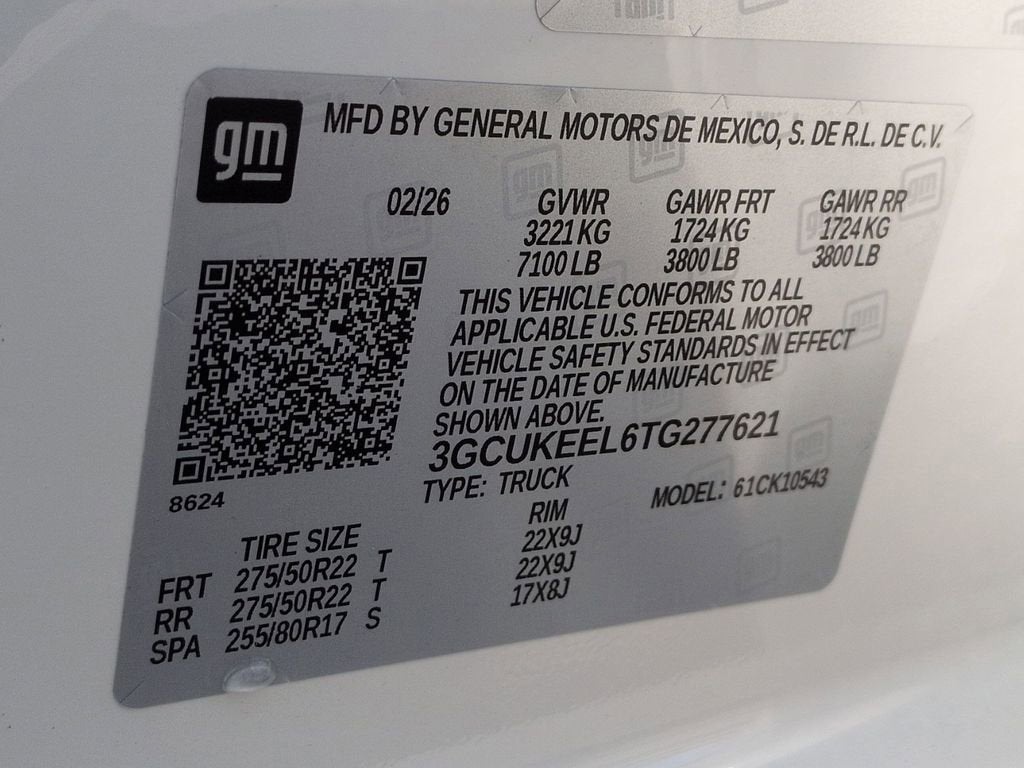 gm
MFD BY GENERAL MOTORS DE MEXICO, S. DE R.L. DE C.V.
02/26 GVWR GAWR FRT GAWR RR
3221 KG 1724 KG 1724 KG
7100 LB 3800 LB 3800 LB
THIS VEHICLE CONFORMS TO ALL
APPLICABLE U.S. FEDERAL MOTOR
VEHICLE SAFETY STANDARDS IN EFFECT
ON THE DATE OF MANUFACTURE
SHOWN ABOVE.
3GCUKEEL6TG277621
8624
TYPE: TRUCK MODEL: 61CK10543
TIRE SIZE RIM
FRT 275/50R22 T 22X9J
RR 275/50R22 T 22X9J
SPA 255/80R17 S 17X8J